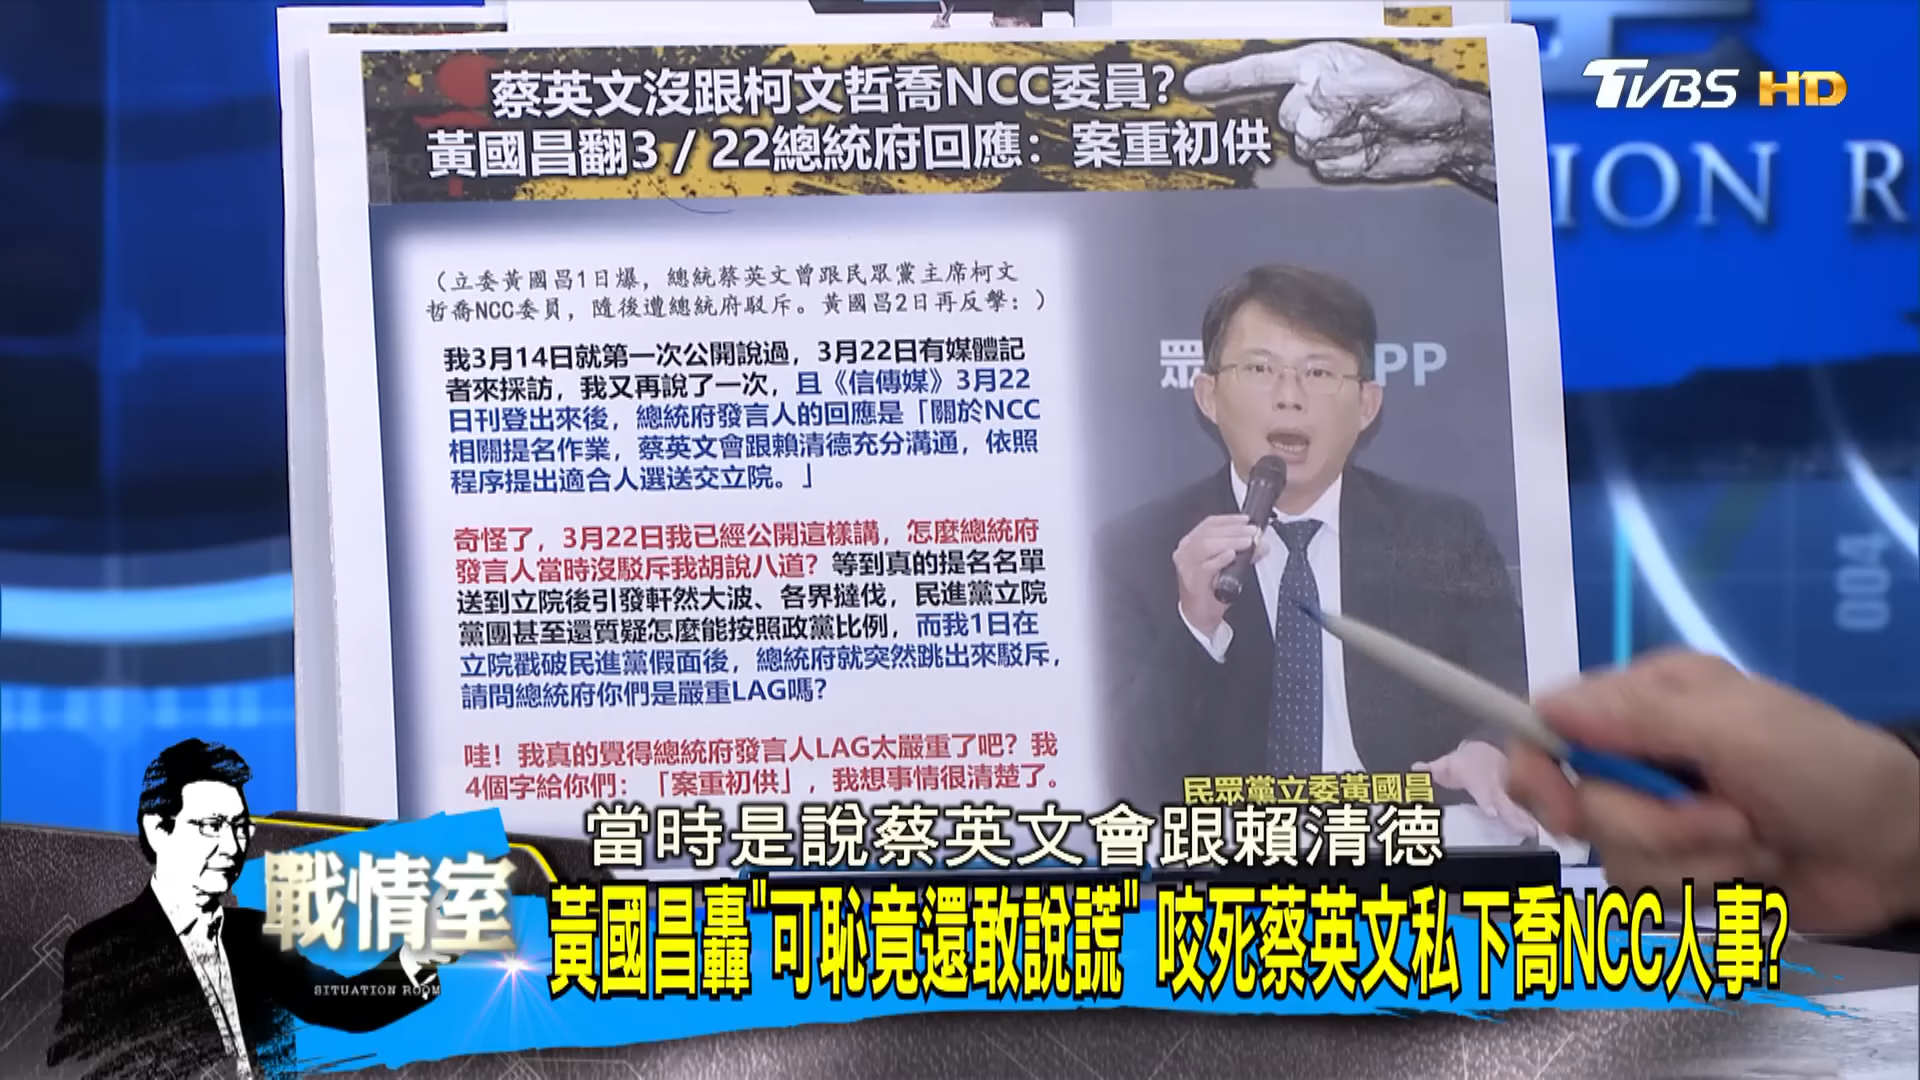 TVBS HD
ION R
004
蔡英文沒跟柯文哲喬NCC委員?
黃國昌翻3/22總統府回應：案重初供
（立委黃國昌1日爆，總統蔡英文曾跟民眾黨主席柯文
哲喬NCC委員，隨後遭總統府駁斥。黃國昌2日再反擊：）
我3月14日就第一次公開說過，3月22日有媒體記
者來採訪，我又再說了一次，且《信傳媒》3月22
日刊登出來後，總統府發言人的回應是「關於NCC
相關提名作業，蔡英文會跟賴清德充分溝通，依照
程序提出適合人選送交立院。」
奇怪了，3月22日我已經公開這樣講，怎麼總統府
發言人當時沒駁斥我胡說八道？等到真的提名名單
送到立院後引發軒然大波、各界撻伐，民進黨立院
黨團甚至還質疑怎麼能按照政黨比例，而我1日在
立院戳破民進黨假面後，總統府就突然跳出來駁斥，
請問總統府你們是嚴重LAG嗎？
哇！我真的覺得總統府發言人LAG太嚴重了吧？我
4個字給你們：「案重初供」，我想事情很清楚了。
眾 PP
民眾黨立委黃國昌
當時是說蔡英文會跟賴清德
戰情室
SITUATION ROOM
黃國昌轟"可恥竟還敢說謊" 咬死蔡英文私下喬NCC人事?